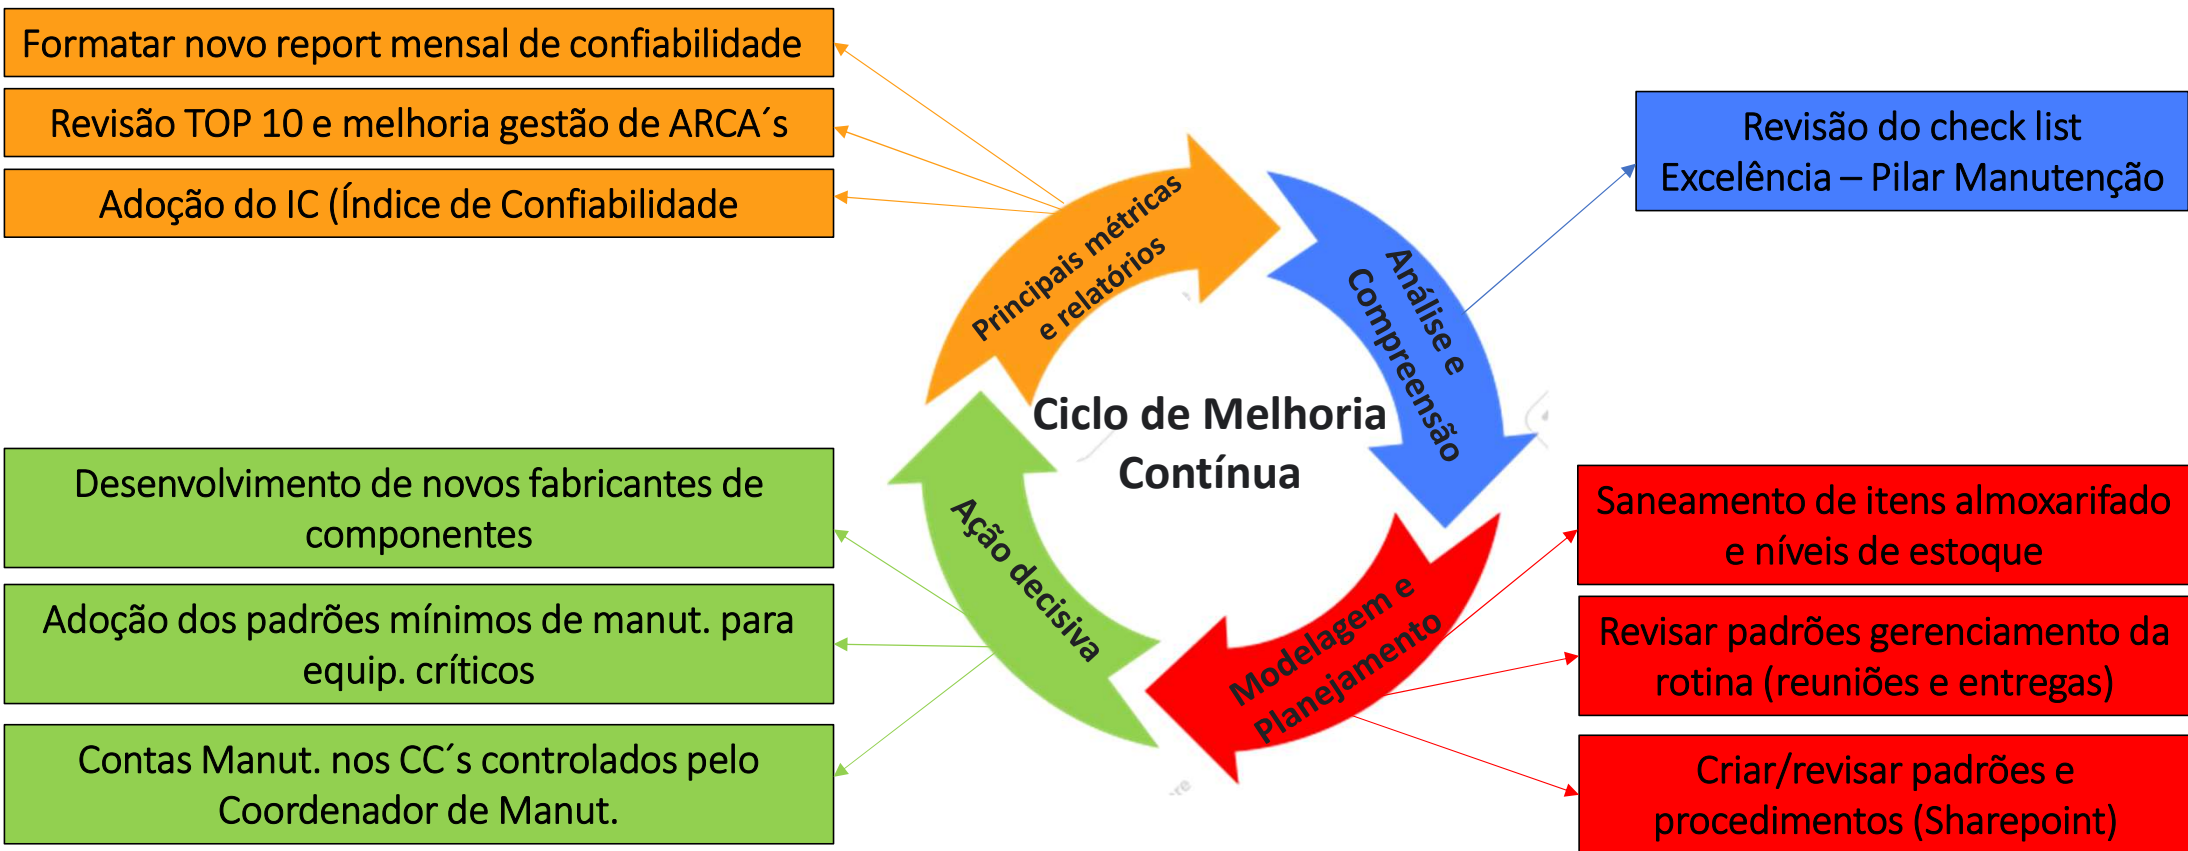 Formatar novo report mensal de confiabilidade
Revisão TOP 10 e melhoria gestão de ARCA´s
Adoção do IC (Índice de Confiabilidade
Principais métricas
e relatórios
Análise e
Compreensão
Revisão do check list
Excelência – Pilar Manutenção
Ciclo de Melhoria
Contínua
Desenvolvimento de novos fabricantes de
componentes
Adoção dos padrões mínimos de manut. para
equip. críticos
Contas Manut. nos CC´s controlados pelo
Coordenador de Manut.
Ação decisiva
Modelagem e
Planejamento
Saneamento de itens almoxarifado
e níveis de estoque
Revisar padrões gerenciamento da
rotina (reuniões e entregas)
Criar/revisar padrões e
procedimentos (Sharepoint)